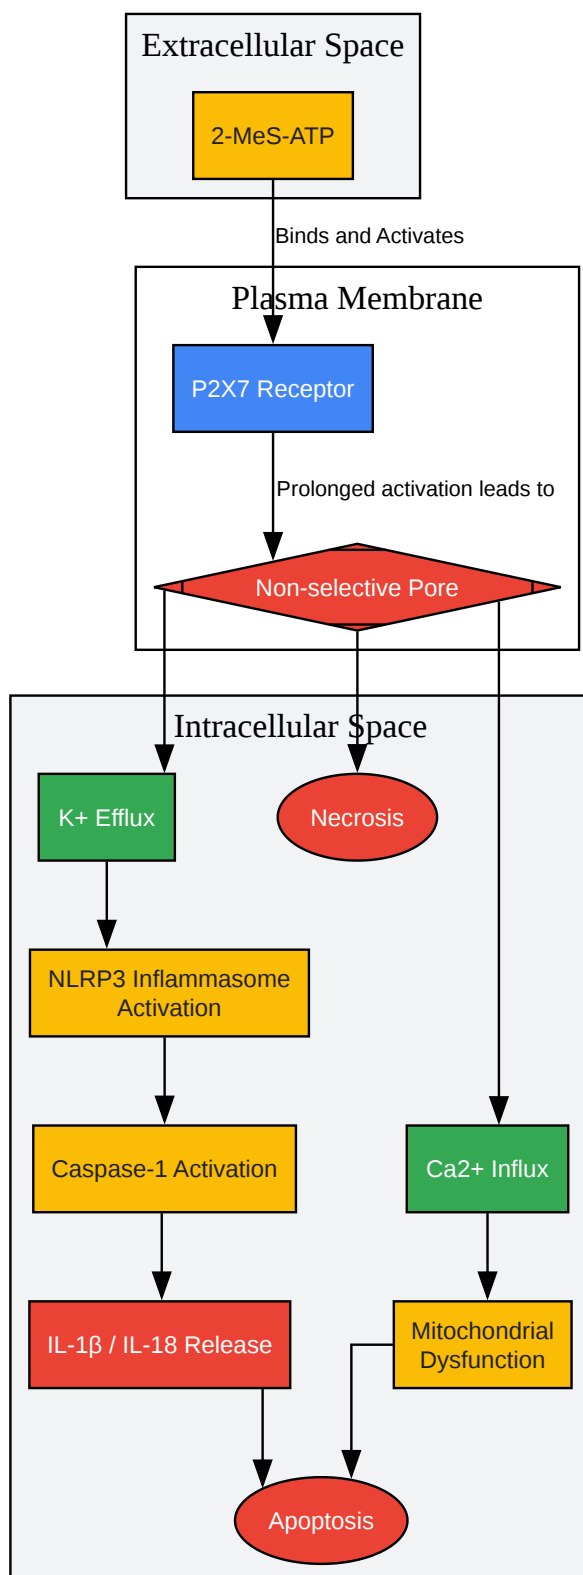 Extracellular Space
2-MeS-ATP
Binds and Activates
Plasma Membrane
P2X7 Receptor
Prolonged activation leads to
Non-selective Pore
Intracellular Space
K+ Efflux
Necrosis
NLRP3 Inflammasome
Activation
Caspase-1 Activation
Ca2+ Influx
IL-1β / IL-18 Release
Mitochondrial
Dysfunction
Apoptosis